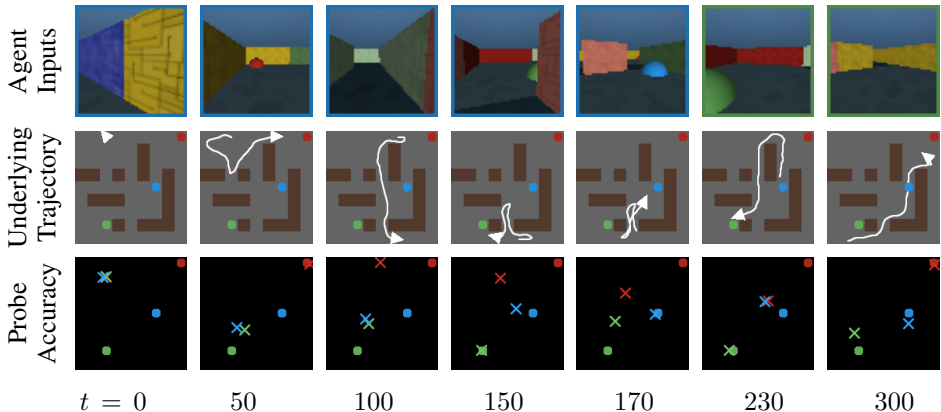 Agent
Inputs
Underlying
Trajectory
Probe
Accuracy
t = 0 50 100 150 170 230 300